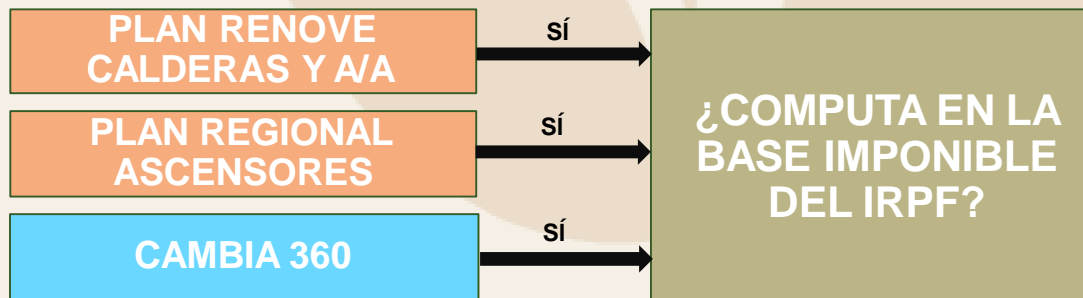 PLAN RENOVE
CALDERAS Y A/A
SÍ
PLAN REGIONAL
ASCENSORES
SÍ
CAMBIA 360
SÍ
¿COMPUTA EN LA
BASE IMPONIBLE
DEL IRPF?